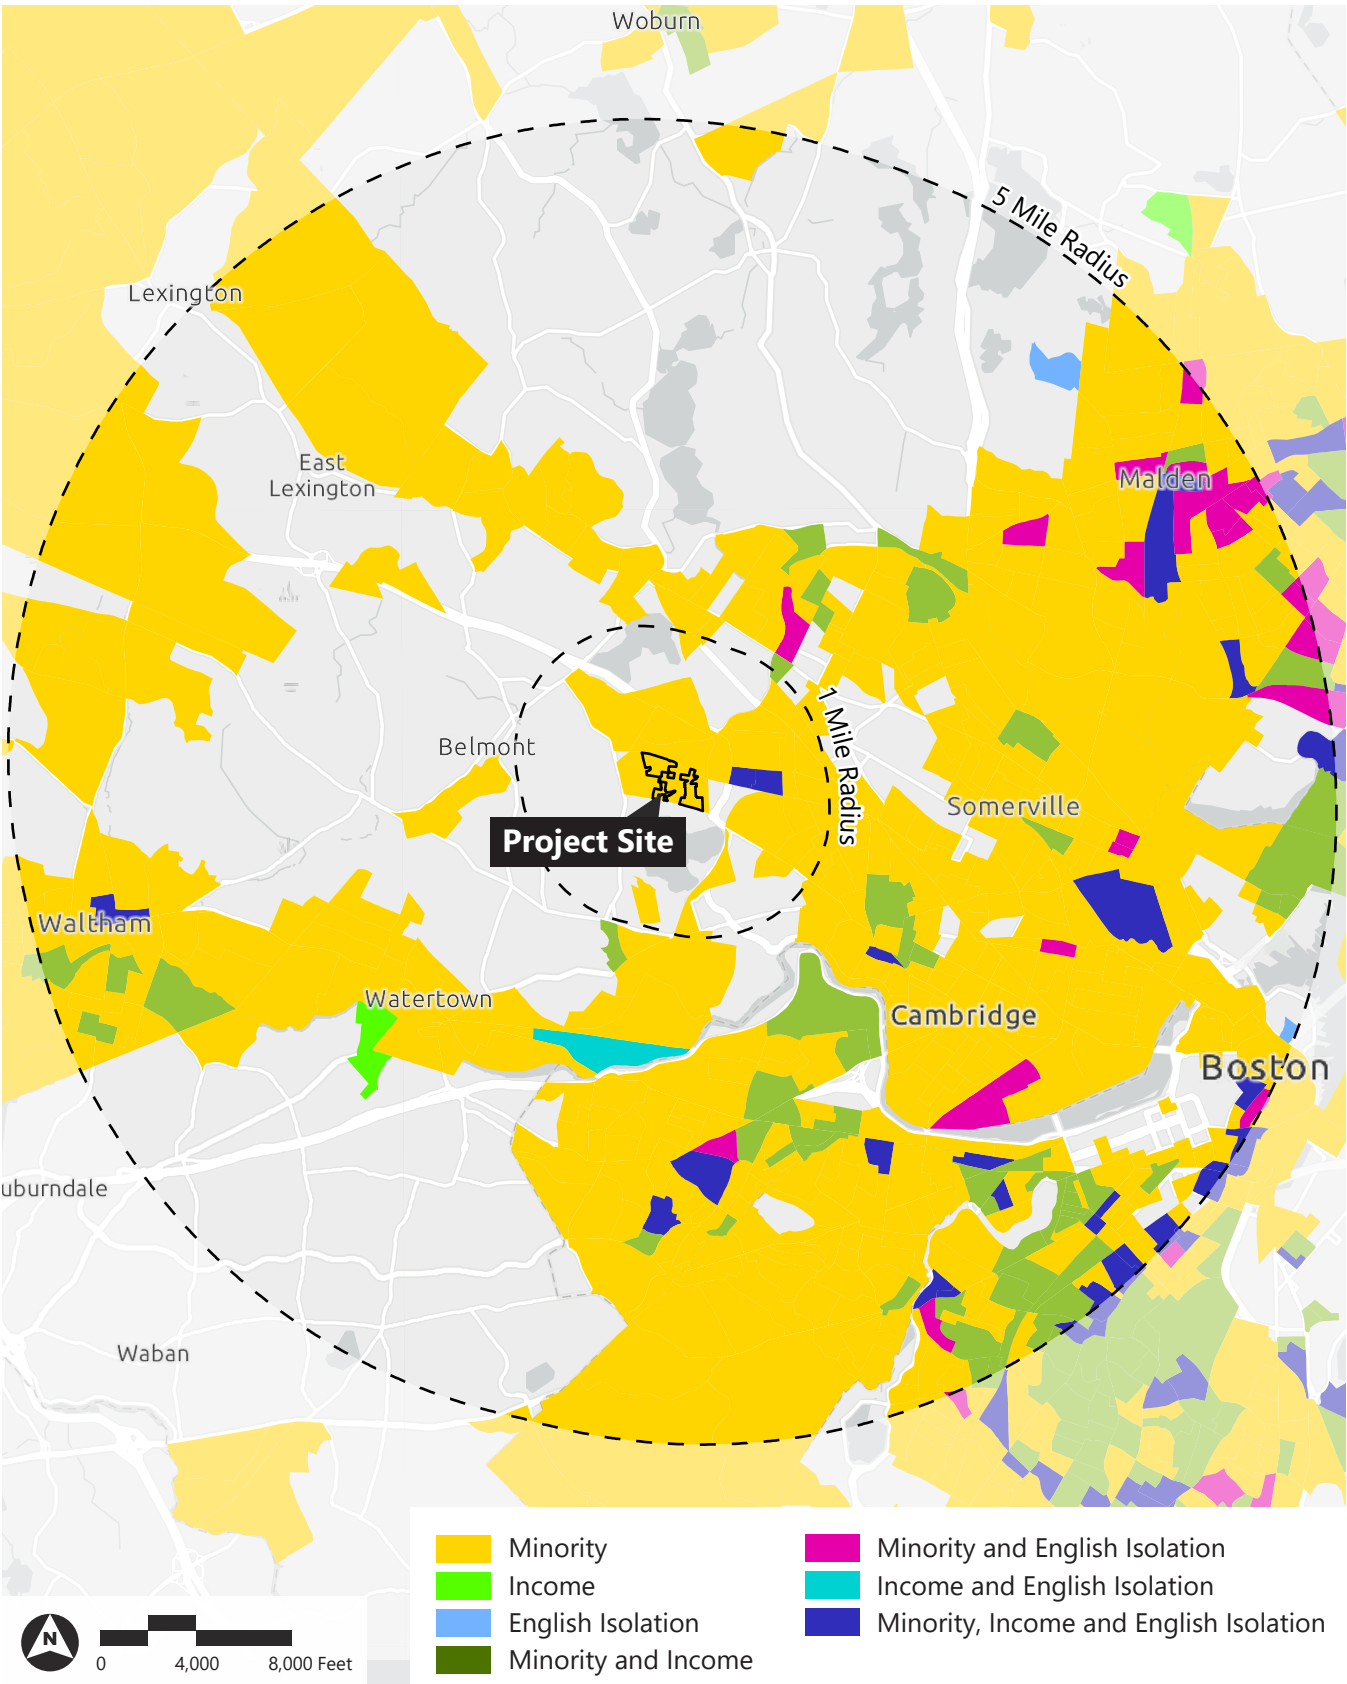 Woburn
5 Mile Radius
Lexington
East
Lexington
Malden
Belmont
1 Mile Radius
Somerville
Project Site
Waltham
Watertown
Cambridge
Boston
uburndale
Waban
Minority
Income
English Isolation
Minority and Income
Minority and English Isolation
Income and English Isolation
Minority, Income and English Isolation
N
0 4,000 8,000 Feet